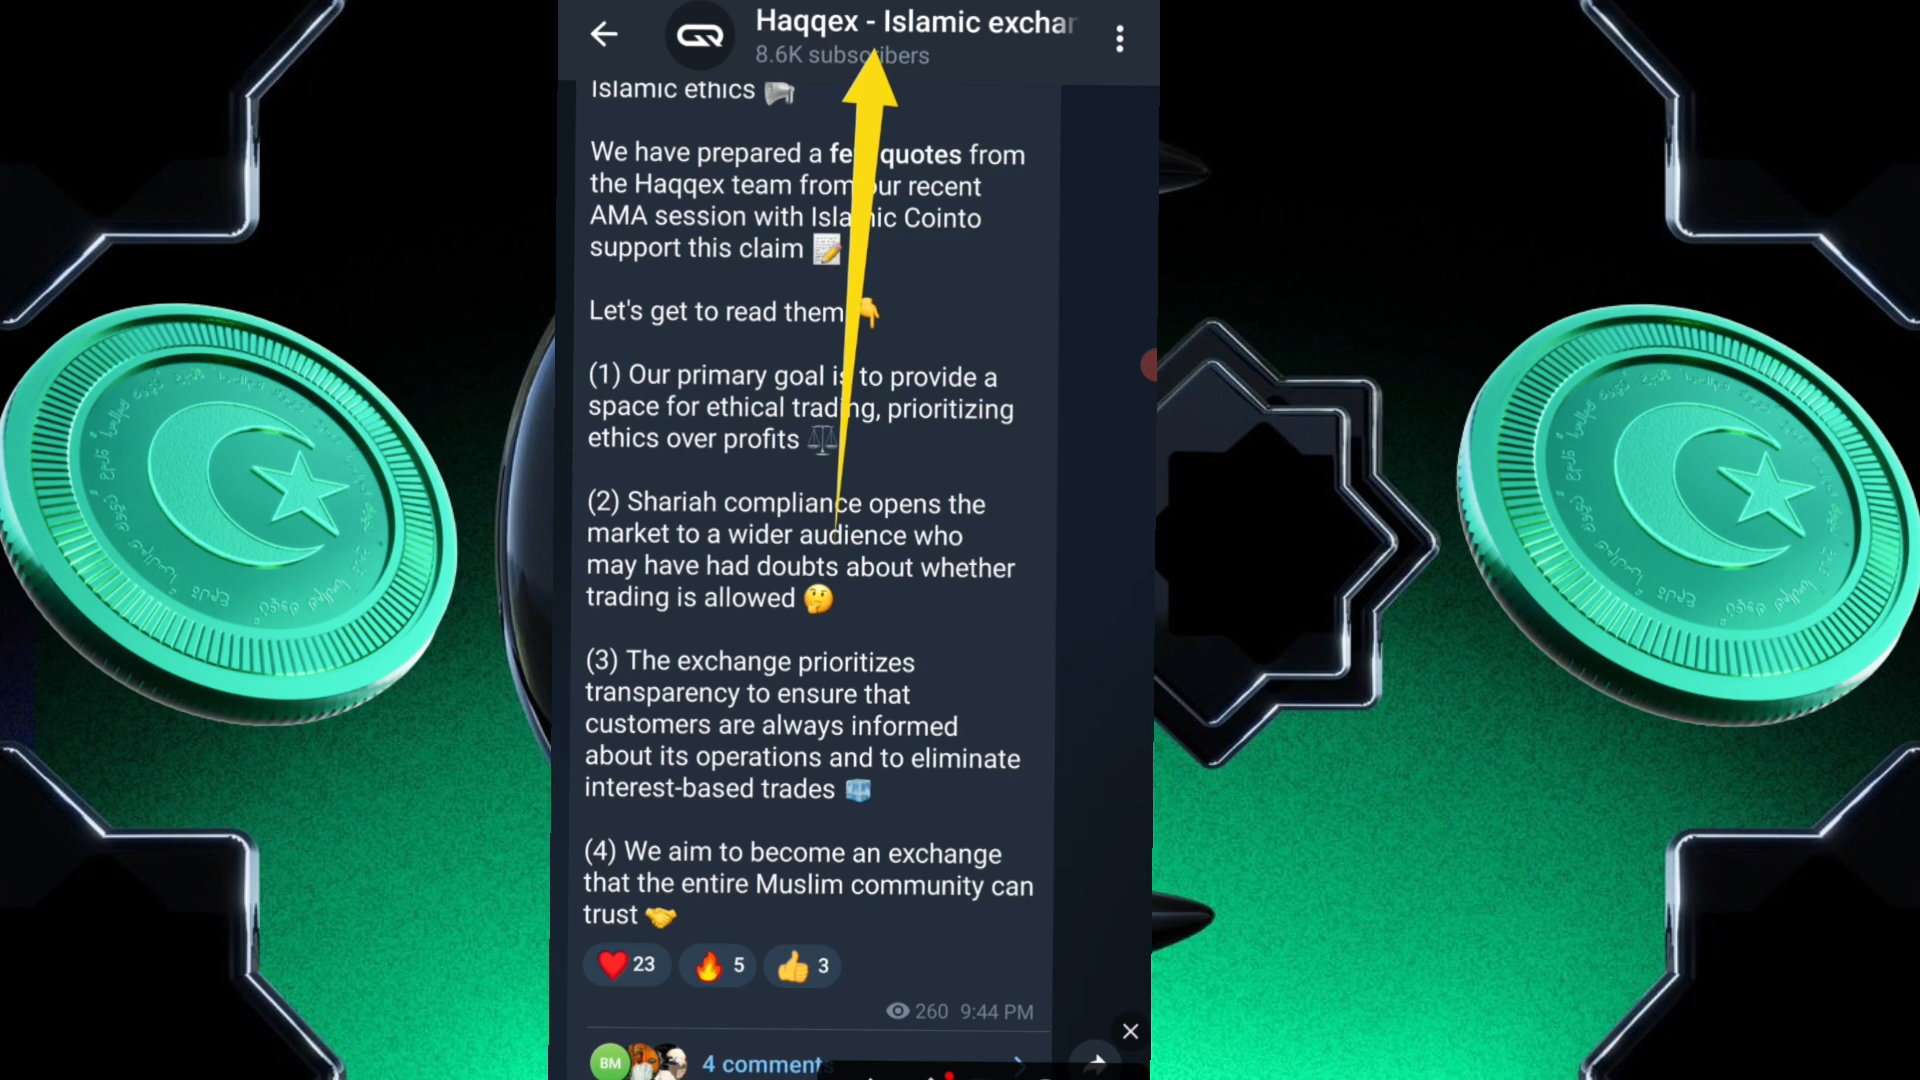 Haqqex - Islamic exchan
8.6K subscribers
Islamic ethics
We have prepared a few quotes from
the Haqqex team from our recent
AMA session with Islamic Cointo
support this claim
Let's get to read them
(1) Our primary goal is to provide a
space for ethical trading, prioritizing
ethics over profits
(2) Shariah compliance opens the
market to a wider audience who
may have had doubts about whether
trading is allowed
(3) The exchange prioritizes
transparency to ensure that
customers are always informed
about its operations and to eliminate
interest-based trades
(4) We aim to become an exchange
that the entire Muslim community can
trust
23 5 3
260 9:44 PM
BM 4 comments